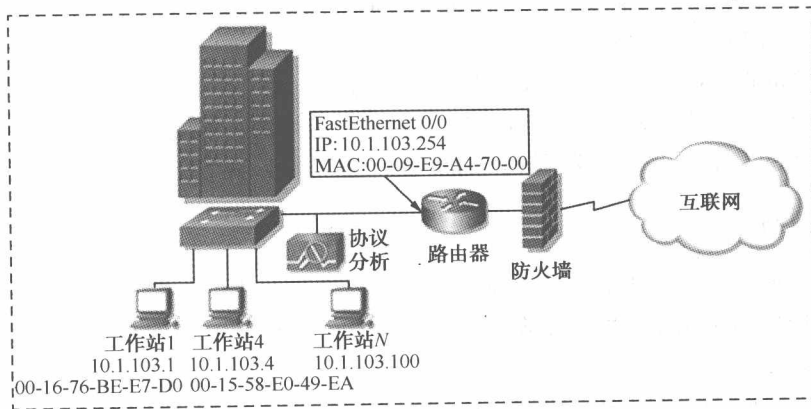 FastEthernet 0/0
IP: 10.1.103.254
MAC:00-09-E9-A4-70-00
互联网
协议
分析
路由器
防火墙
工作站1 工作站4 工作站N
10.1.103.1 10.1.103.4 10.1.103.100
00-16-76-BE-E7-D0 00-15-58-E0-49-EA